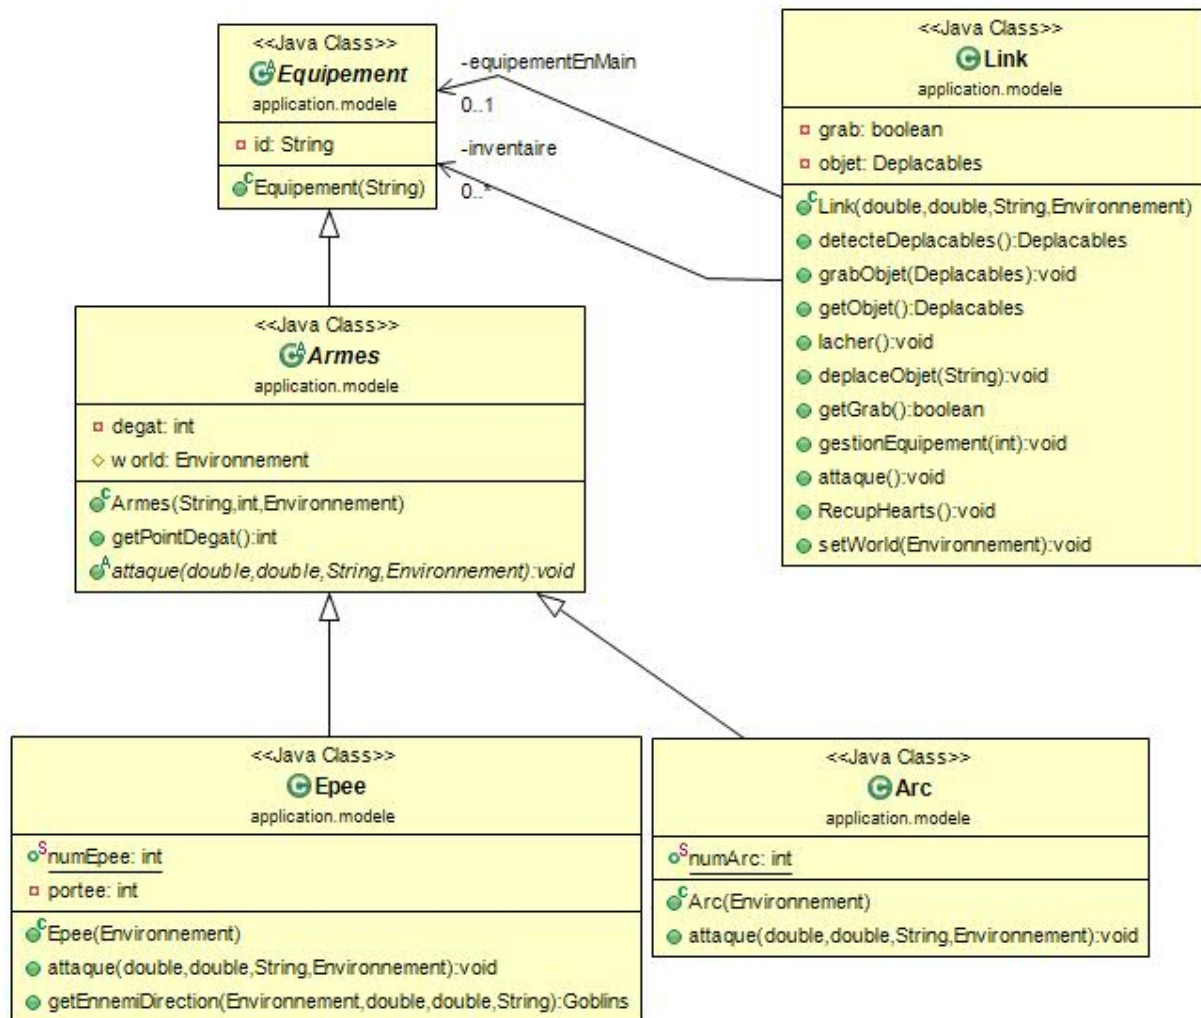 <<Java Class>>
Equipement
application.modele
id: String
Equipement(String)
-equipementEnMain
0..1
-inventaire
0..*
<<Java Class>>
Link
application.modele
grab: boolean
objet: Deplacables
Link(double,double,String,Environnement)
detecteDeplacables():Deplacables
grabObjet(Deplacables):void
getObjet():Deplacables
lacher():void
deplaceObjet(String):void
getGrab():boolean
gestionEquipement(int):void
attaque():void
RecupHearts():void
setWorld(Environnement):void
<<Java Class>>
Armes
application.modele
degat: int
world: Environnement
Armes(String,int,Environnement)
getPointDegat():int
attaque(double,double,String,Environnement):void
<<Java Class>>
Epee
application.modele
numEpee: int
portee: int
Epee(Environnement)
attaque(double,double,String,Environnement):void
getEnnemiDirection(Environnement,double,double,String):Goblins
<<Java Class>>
Arc
application.modele
numArc: int
Arc(Environnement)
attaque(double,double,String,Environnement):void